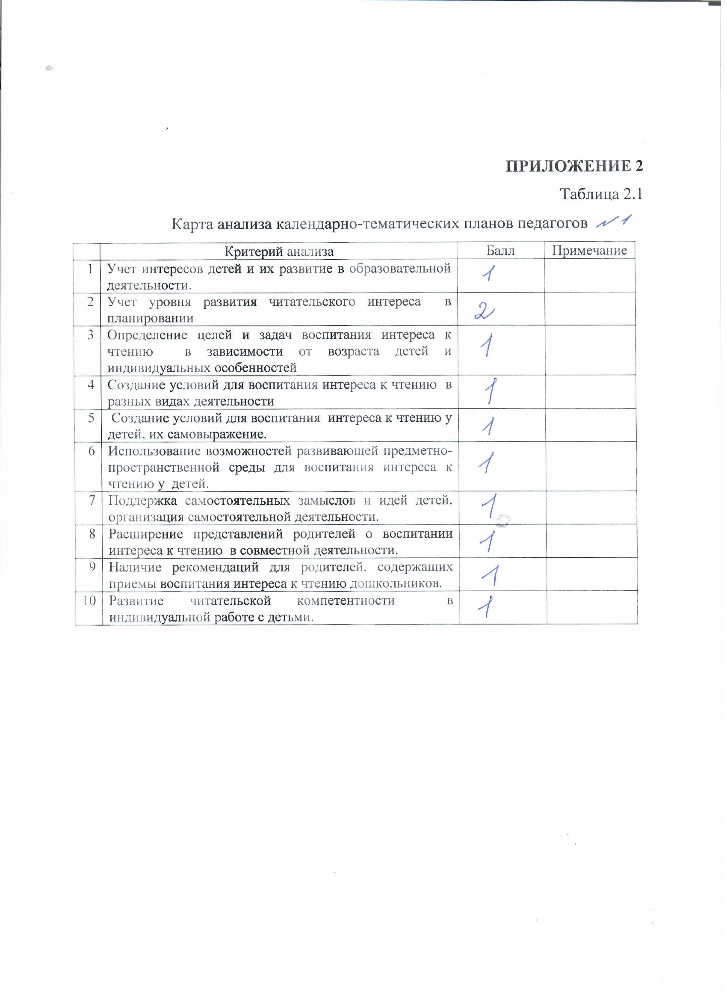 ПРИЛОЖЕНИЕ 2
Таблица 2.1
Карта анализа календарно-тематических планов педагогов №1
Критерий анализа Балл Примечание
1 Учет интересов детей и их развитие в образовательной 1
деятельности.
2 Учет уровня развития читательского интереса в 2
планировании
3 Определение целей и задач воспитания интереса к 1
чтению в зависимости от возраста детей и
индивидуальных особенностей
4 Создание условий для воспитания интереса к чтению в 1
разных видах деятельности
5 Создание условий для воспитания интереса к чтению у 1
детей, их самовыражение.
6 Использование возможностей развивающей предметно- 1
пространственной среды для воспитания интереса к
чтению у детей.
7 Поддержка самостоятельных замыслов и идей детей, 1
организация самостоятельной деятельности.
8 Расширение представлений родителей о воспитании 1
интереса к чтению в совместной деятельности.
9 Наличие рекомендаций для родителей, содержащих 1
приемы воспитания интереса к чтению дошкольников.
10 Развитие читательской компетентности в 1
индивидуальной работе с детьми.